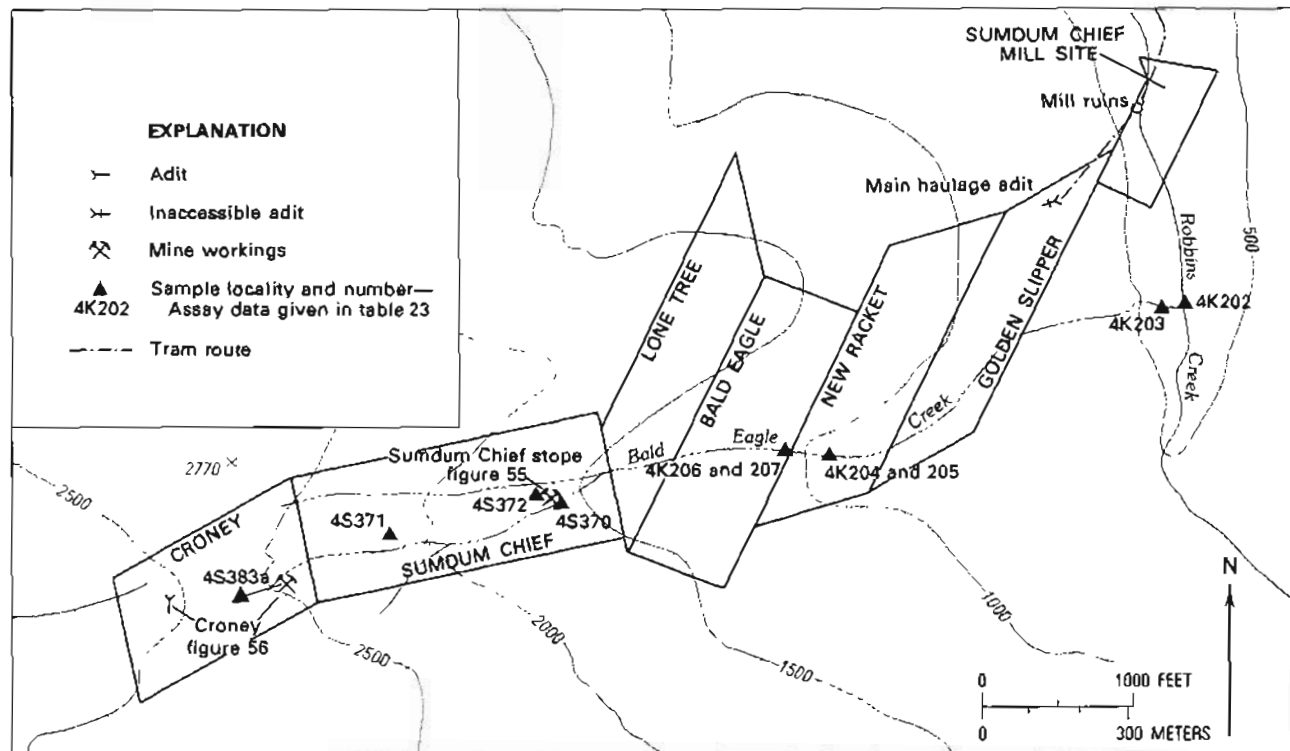 EXPLANATION
Adit
Inaccessible adit
Mine workings
Sample locality and number—
4K202 Assay data given in table 23
Tram route
SUMDUM CHIEF
MILL SITE
Mill ruins
Main haulage adit
Robbins
Creek
500
4K203
4K202
LONE TREE
BALD EAGLE
NEW RACKET
GOLDEN SLIPPER
Bald
Eagle
Creek
4K206 and 207
4K204 and 205
2770
2500
Sumdum Chief stope
figure 55
4S372
4S370
4S371
SUMDUM CHIEF
CRONEY
4S383a
Croney
figure 56
2500
2000
1500
1000
N
0 1000 FEET
0 300 METERS